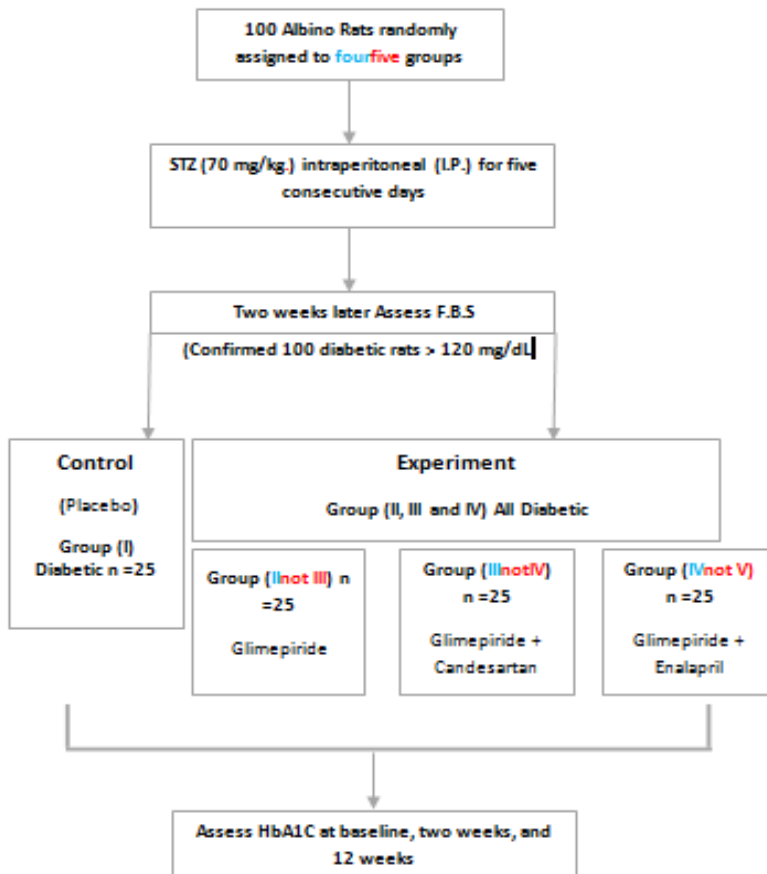 100 Albino Rats randomly
assigned to fourfive groups
STZ (70 mg/kg.) intraperitoneal (I.P.) for five
consecutive days
Two weeks later Assess F.B.S
(Confirmed 100 diabetic rats > 120 mg/dL
Control
(Placebo)
Group (I)
Diabetic n =25
Experiment
Group (II, III and IV) All Diabetic
Group (IInot III) n
=25
Glimepiride
Group (IIInotIV)
n =25
Glimepiride +
Candesartan
Group (IVnot V)
n =25
Glimepiride +
Enalapril
Assess HbA1C at baseline, two weeks, and
12 weeks